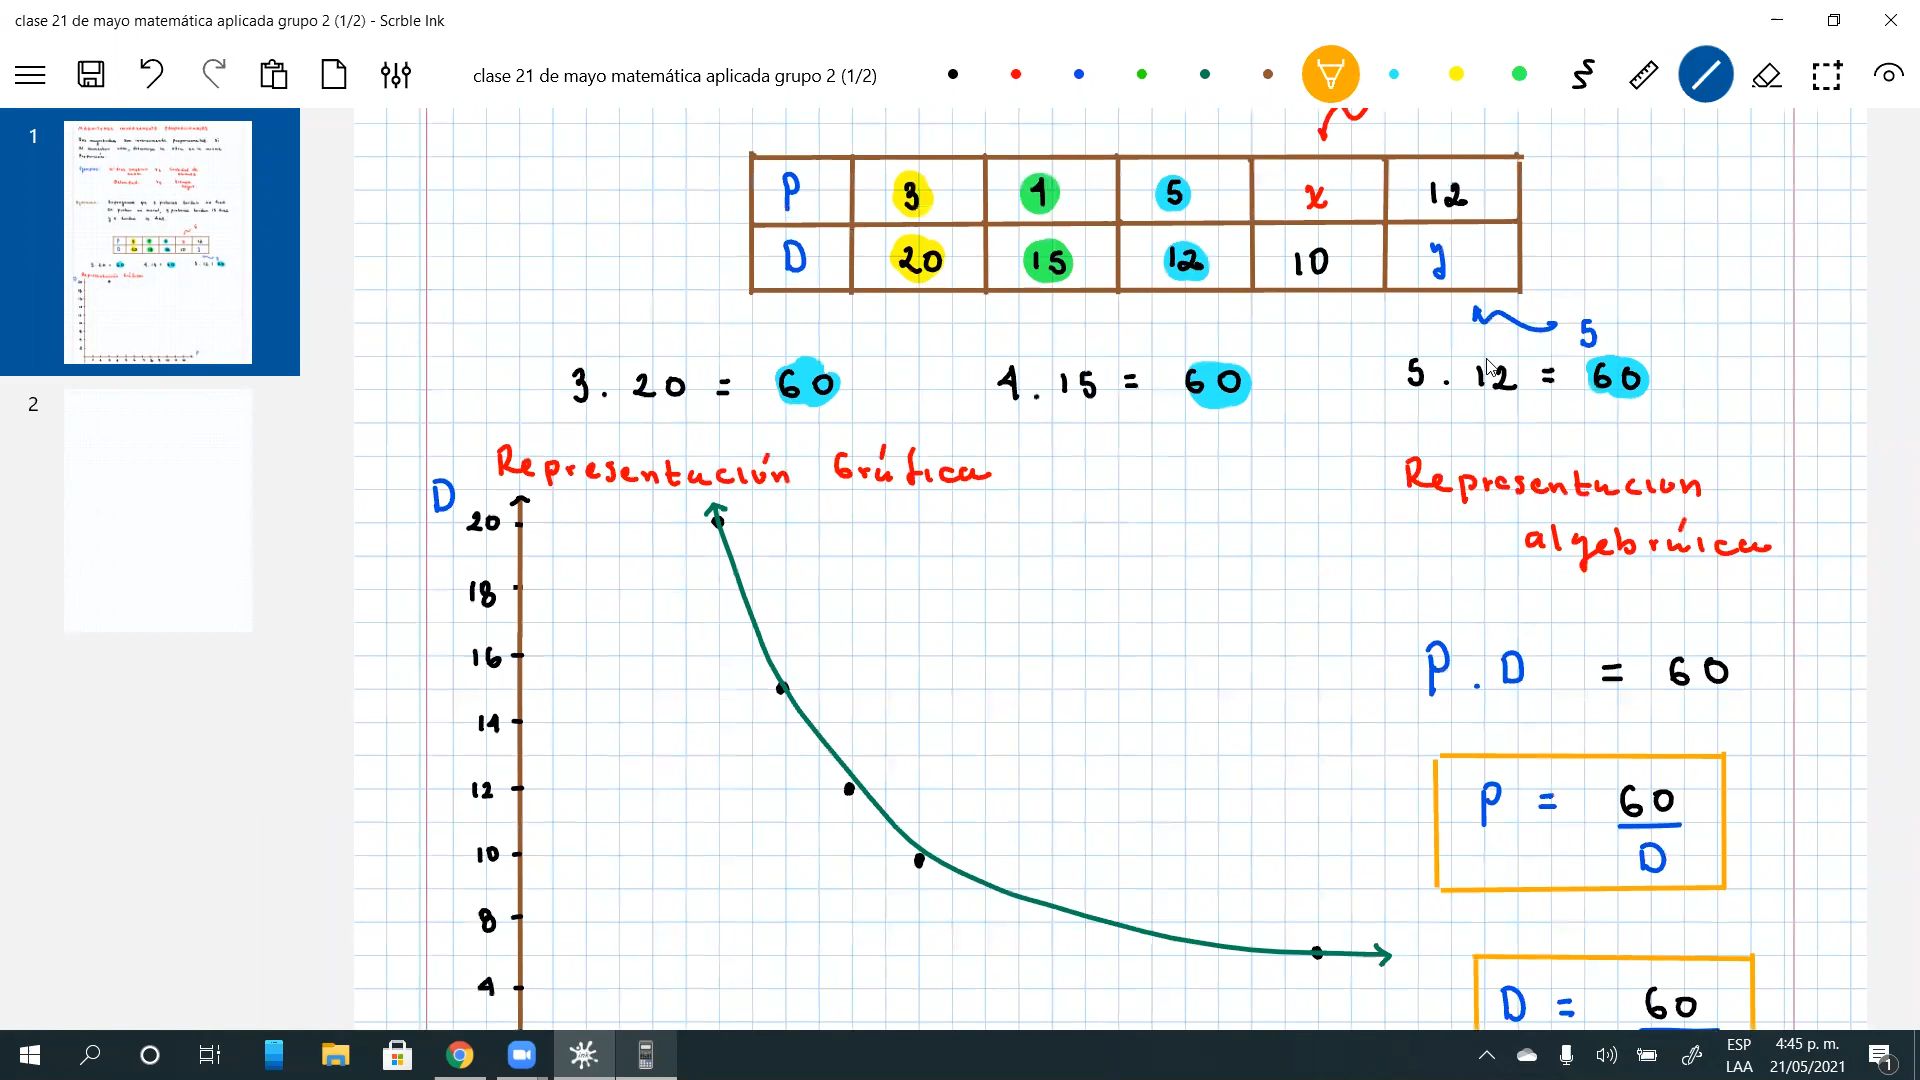 clase 21 de mayo matemática aplicada grupo 2 (1/2) - Scrble Ink
clase 21 de mayo matemática aplicada grupo 2 (1/2)
1
2
P 3 4 5 x 12
D 20 15 12 10 y
5
3 . 20 = 60
4 . 15 = 60
5 . 12 = 60
Representación Gráfica
Representacion
algebráica
D
20
18
16
14
12
10
8
4
P . D = 60
P = 60
D
D = 60
ESP
LAA
4:45 p. m.
21/05/2021
1